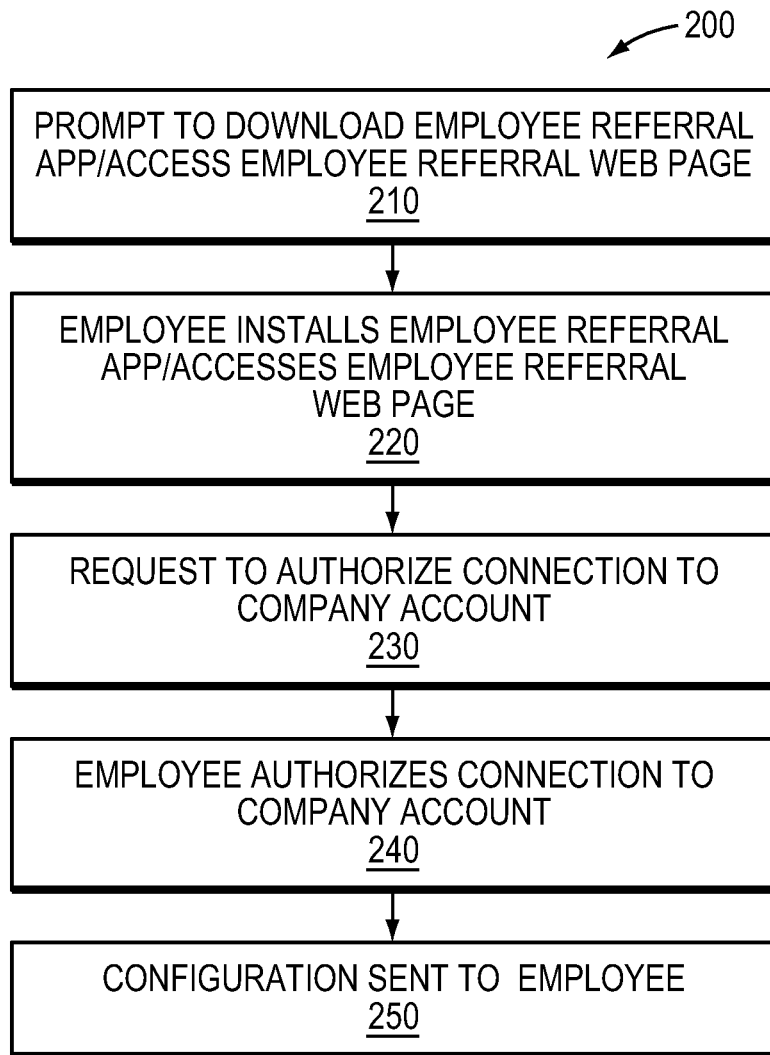 200
PROMPT TO DOWNLOAD EMPLOYEE REFERRAL
APP/ACCESS EMPLOYEE REFERRAL WEB PAGE
210
EMPLOYEE INSTALLS EMPLOYEE REFERRAL
APP/ACCESSES EMPLOYEE REFERRAL
WEB PAGE
220
REQUEST TO AUTHORIZE CONNECTION TO
COMPANY ACCOUNT
230
EMPLOYEE AUTHORIZES CONNECTION TO
COMPANY ACCOUNT
240
CONFIGURATION SENT TO EMPLOYEE
250